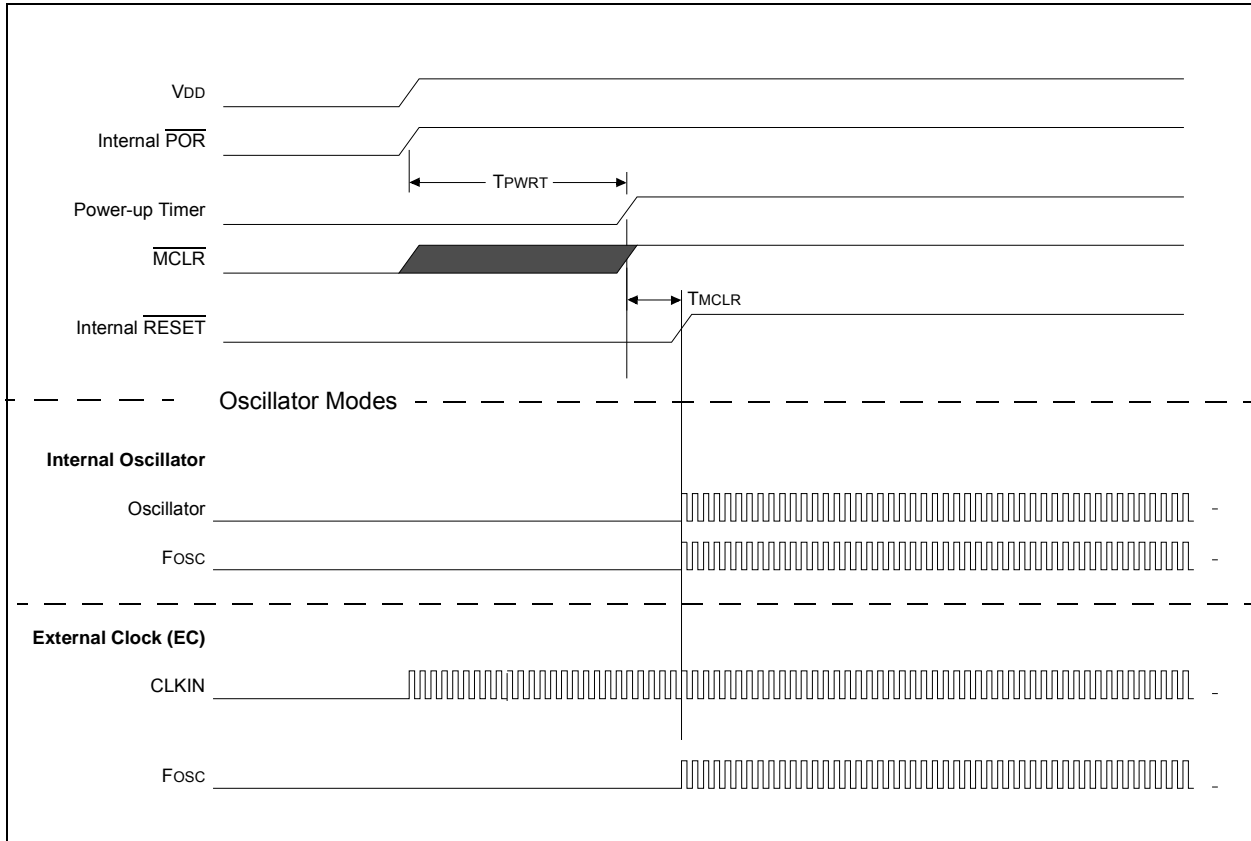 VDD
Internal POR
TPWRT
Power-up Timer
MCLR
TMCLR
Internal RESET
Oscillator Modes
Internal Oscillator
Oscillator
FOSC
External Clock (EC)
CLKIN
FOSC